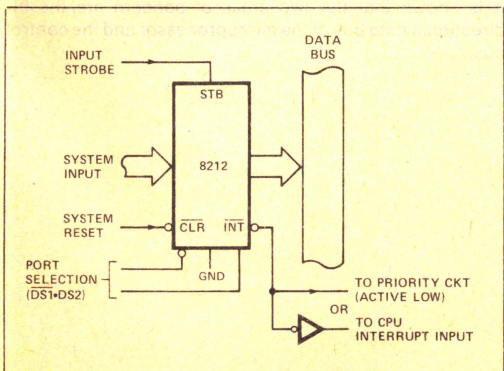 DATA
BUS
INPUT
STROBE
STB
SYSTEM
INPUT
8212
SYSTEM
RESET
CLR INT
PORT
SELECTION
(DS1•DS2)
GND
TO PRIORITY CKT
(ACTIVE LOW)
OR
TO CPU
INTERRUPT INPUT